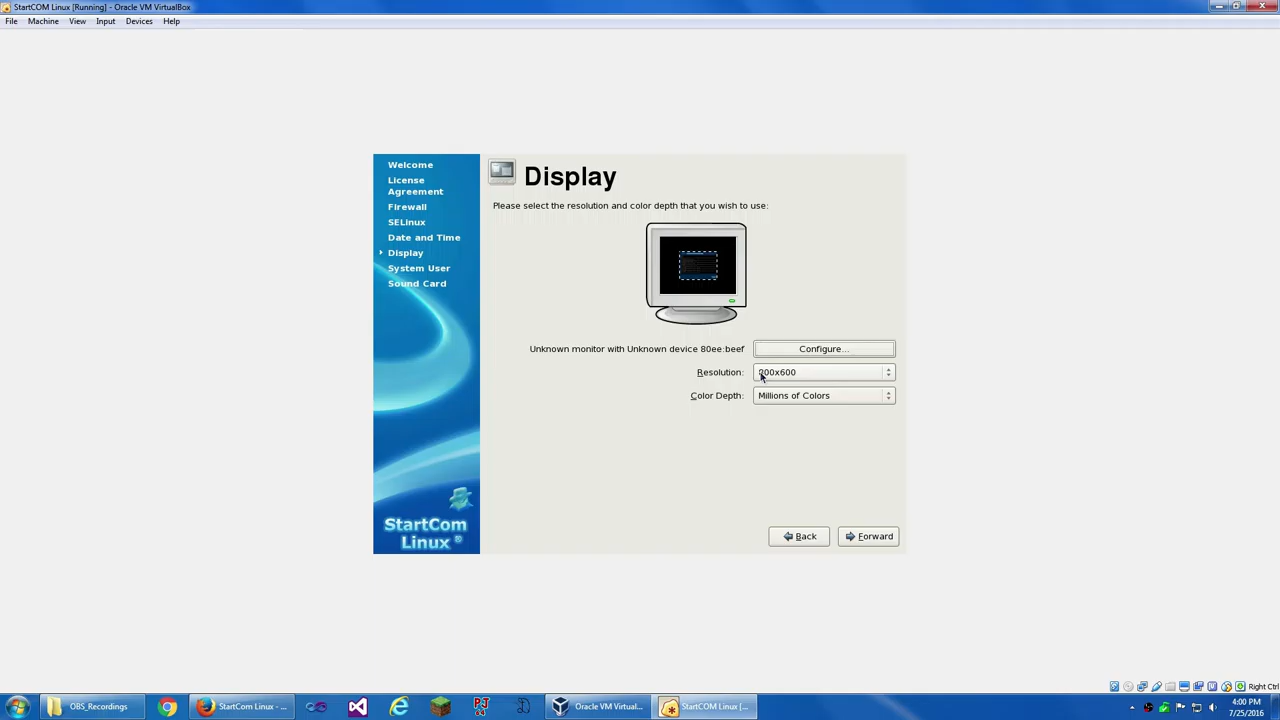 StartCOM Linux [Running] - Oracle VM VirtualBox
File Machine View Input Devices Help
Welcome
License
Agreement
Firewall
SELinux
Date and Time
Display
System User
Sound Card
StartCom
Linux ®
Display
Please select the resolution and color depth that you wish to use:
Unknown monitor with Unknown device 80ee:beef
Configure...
Resolution:
800x600
Color Depth:
Millions of Colors
Back
Forward
Right Ctrl
OBS_Recordings
StartCom Linux - ...
Oracle VM Virtual...
StartCOM Linux [...
4:00 PM
7/25/2016